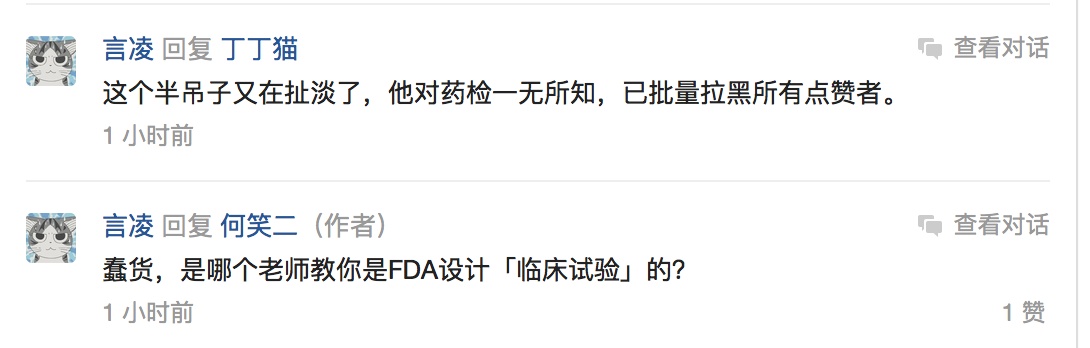 言凌 回复 丁丁猫 查看对话
这个半吊子又在扯淡了，他对药检一无所知，已批量拉黑所有点赞者。
1 小时前
言凌 回复 何笑二（作者） 查看对话
蠢货，是哪个老师教你是FDA设计「临床试验」的？
1 小时前 1 赞